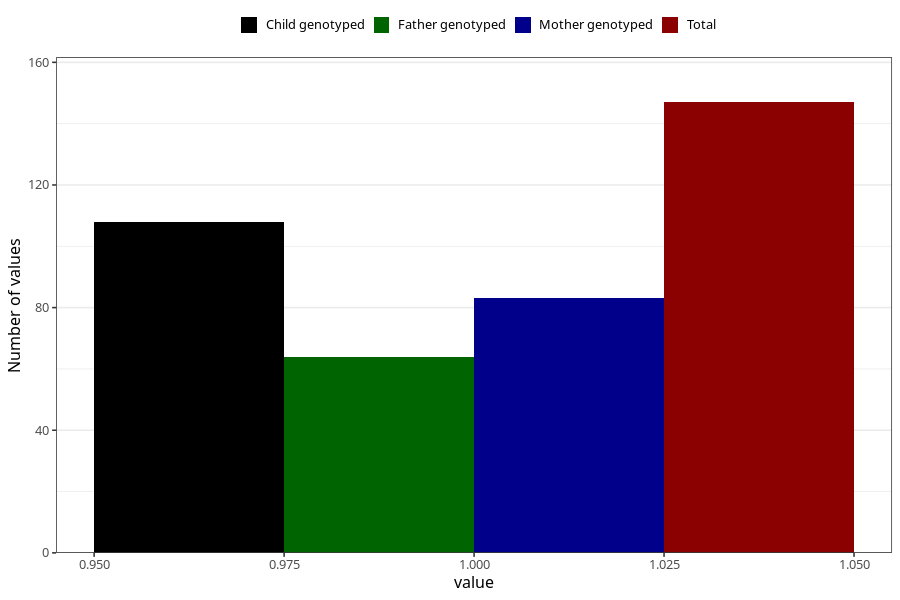 Child genotyped Father genotyped Mother genotyped Total
160
120
80
40
0
Number of values
0.950 0.975 1.000 1.025 1.050
value